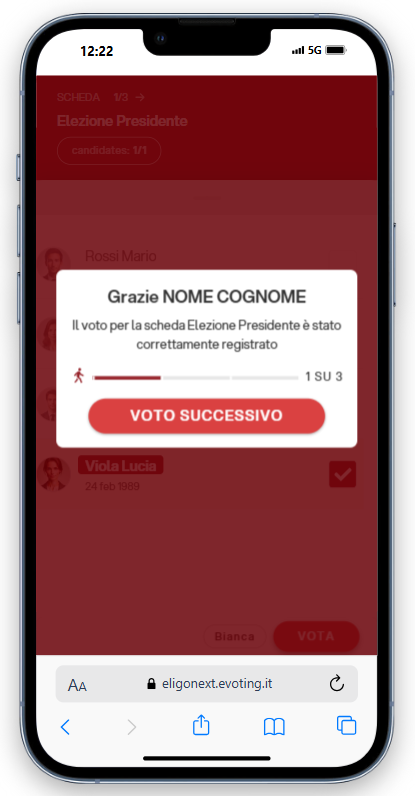 12:22
5G
SCHEDA 1/3 →
Elezione Presidente
candidates: 1/1
Rossi Mario
Grazie NOME COGNOME
Il voto per la scheda Elezione Presidente è stato
correttamente registrato
1 SU 3
VOTO SUCCESSIVO
Viola Lucia
24 feb 1989
Bianca VOTA
AA eligonext.evoting.it